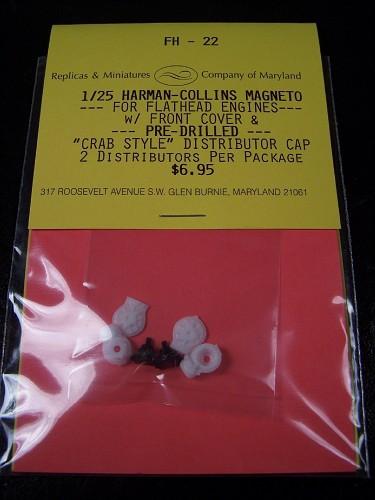 FH - 22
Replicas & Miniatures Company of Maryland
1/25 HARMAN-COLLINS MAGNETO
--- FOR FLATHEAD ENGINES---
W/ FRONT COVER &
--- PRE-DRILLED ---
"CRAB STYLE" DISTRIBUTOR CAP
2 DISTRIBUTORS PER PACKAGE
$6.95
317 ROOSEVELT AVENUE S.W. GLEN BURNIE, MARYLAND 21061